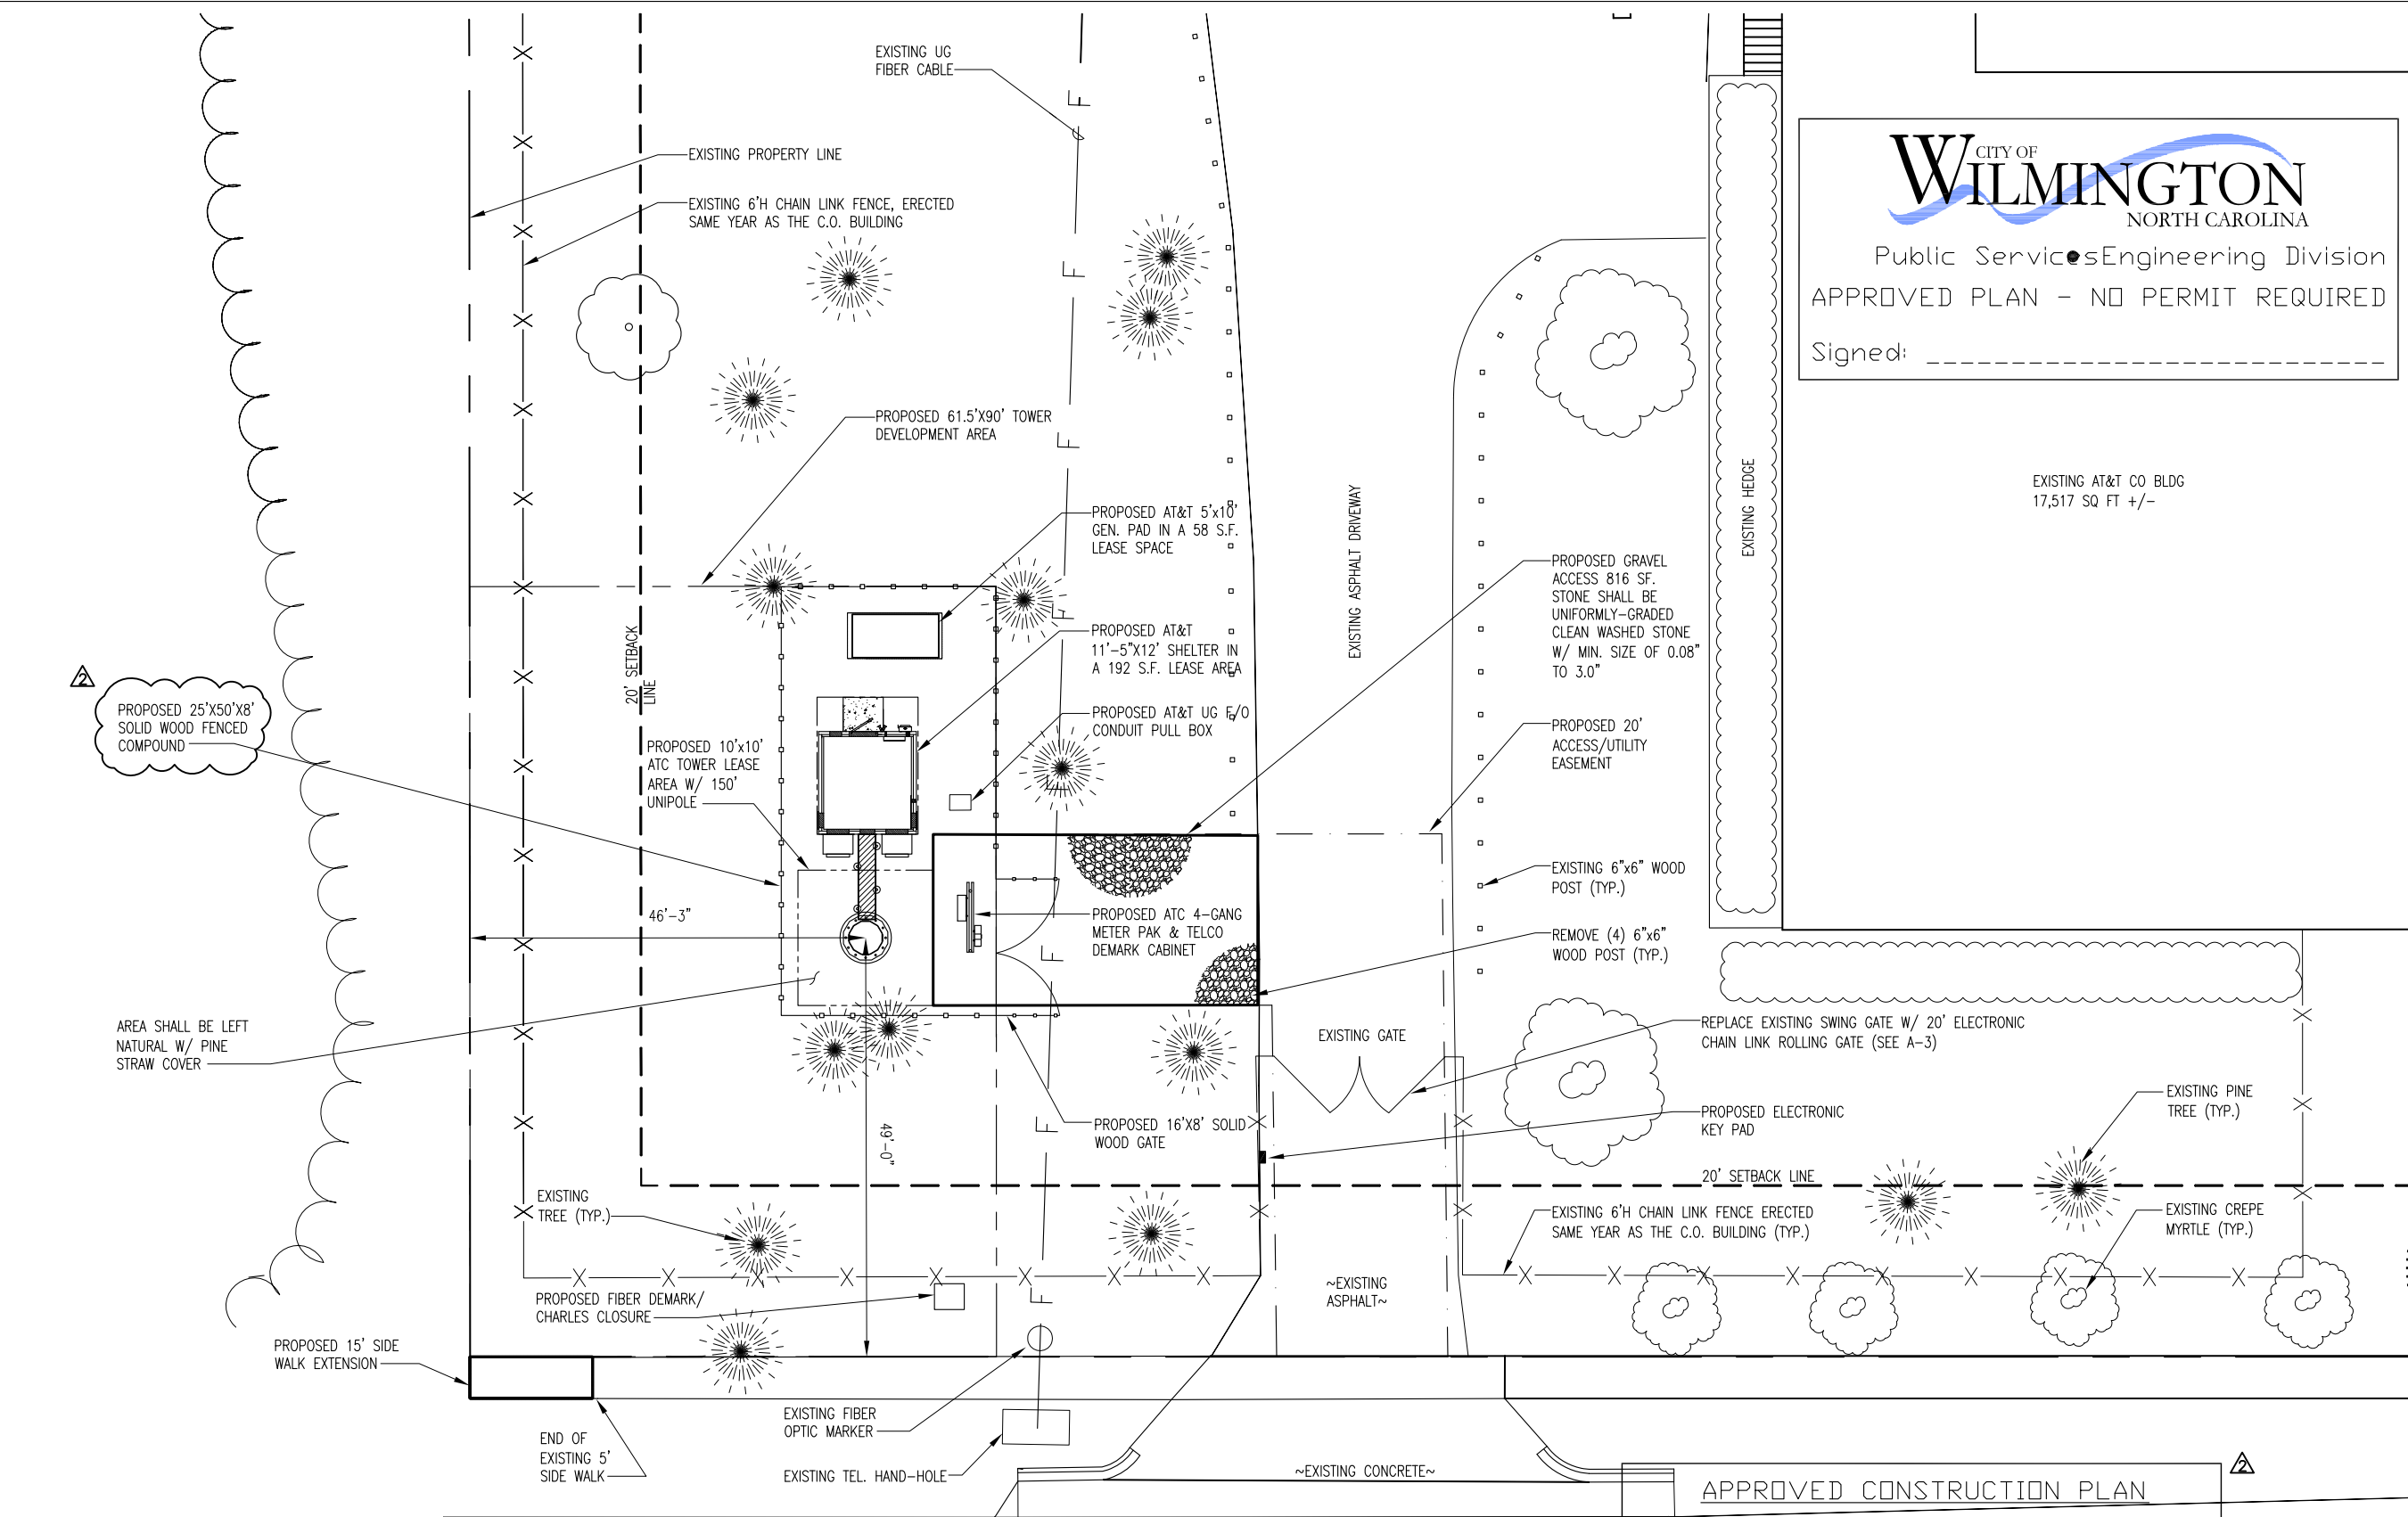 EXISTING UG
FIBER CABLE
EXISTING PROPERTY LINE
EXISTING 6'H CHAIN LINK FENCE, ERECTED
SAME YEAR AS THE C.O. BUILDING
CITY OF
WILMINGTON
NORTH CAROLINA
Public Services Engineering Division
APPROVED PLAN - NO PERMIT REQUIRED
Signed:
PROPOSED 61.5'X90' TOWER
DEVELOPMENT AREA
EXISTING AT&T CO BLDG
17,517 SQ FT +/-
EXISTING HEDGE
EXISTING ASPHALT DRIVEWAY
PROPOSED AT&T 5'x10'
GEN. PAD IN A 58 S.F.
LEASE SPACE
PROPOSED GRAVEL
ACCESS 816 SF.
STONE SHALL BE
UNIFORMLY-GRADED
CLEAN WASHED STONE
W/ MIN. SIZE OF 0.08"
TO 3.0"
20' SETBACK
LINE
PROPOSED AT&T
11'-5"X12' SHELTER IN
A 192 S.F. LEASE AREA
2
PROPOSED 25'X50'X8'
SOLID WOOD FENCED
COMPOUND
PROPOSED AT&T UG F/O
CONDUIT PULL BOX
PROPOSED 20'
ACCESS/UTILITY
EASEMENT
PROPOSED 10'x10'
ATC TOWER LEASE
AREA W/ 150'
UNIPOLE
EXISTING 6"x6" WOOD
POST (TYP.)
46'-3"
PROPOSED ATC 4-GANG
METER PAK & TELCO
DEMARK CABINET
REMOVE (4) 6"x6"
WOOD POST (TYP.)
AREA SHALL BE LEFT
NATURAL W/ PINE
STRAW COVER
EXISTING GATE
REPLACE EXISTING SWING GATE W/ 20' ELECTRONIC
CHAIN LINK ROLLING GATE (SEE A-3)
49'-0"
PROPOSED 16'X8' SOLID
WOOD GATE
PROPOSED ELECTRONIC
KEY PAD
EXISTING PINE
TREE (TYP.)
20' SETBACK LINE
EXISTING
TREE (TYP.)
EXISTING 6'H CHAIN LINK FENCE ERECTED
SAME YEAR AS THE C.O. BUILDING (TYP.)
EXISTING CREPE
MYRTLE (TYP.)
PROPOSED FIBER DEMARK/
CHARLES CLOSURE
~EXISTING
ASPHALT~
PROPOSED 15' SIDE
WALK EXTENSION
END OF
EXISTING 5'
SIDE WALK
EXISTING FIBER
OPTIC MARKER
EXISTING TEL. HAND-HOLE
~EXISTING CONCRETE~
APPROVED CONSTRUCTION PLAN
2
F
F
F
F
F
F
F
F